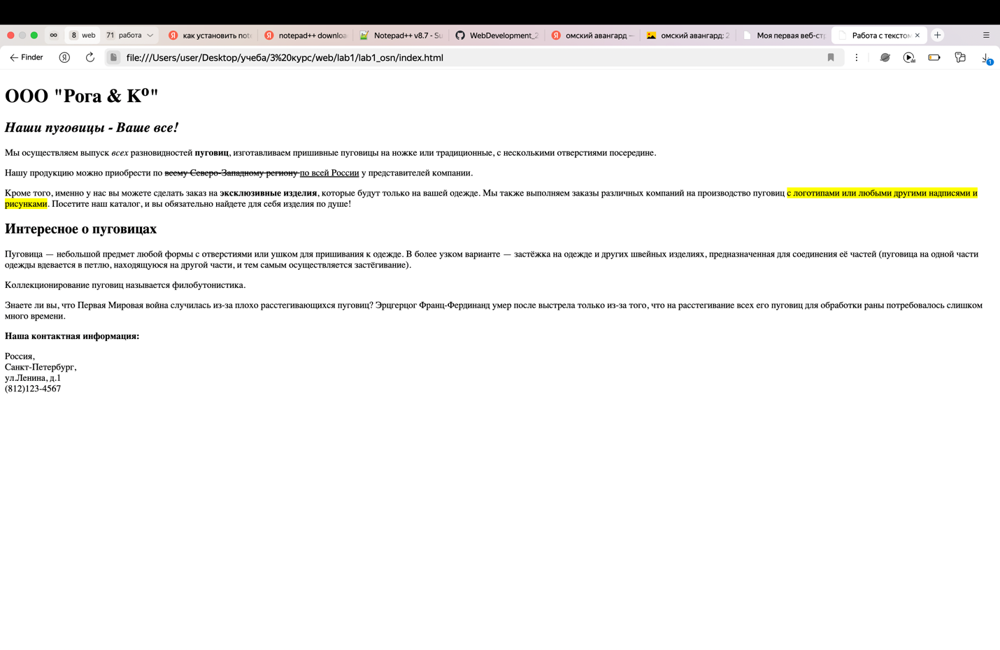 ∞ 8 web 71 работа как установить note notepad++ downloa Notepad++ v8.7 - Su WebDevelopment_2 омский авангард — омский авангард: 2 Моя первая веб-стр Работа с текстом
Finder file:///Users/user/Desktop/учеба/3%20курс/web/lab1/lab1_osn/index.html 1
ООО "Рога & Kº"
Наши пуговицы - Ваше все!
Мы осуществляем выпуск всех разновидностей пуговиц, изготавливаем пришивные пуговицы на ножке или традиционные, с несколькими отверстиями посередине.
Нашу продукцию можно приобрести по всему Северо-Западному региону по всей России у представителей компании.
Кроме того, именно у нас вы можете сделать заказ на эксклюзивные изделия, которые будут только на вашей одежде. Мы также выполняем заказы различных компаний на производство пуговиц с логотипами или любыми другими надписями и
рисунками. Посетите наш каталог, и вы обязательно найдете для себя изделия по душе!
Интересное о пуговицах
Пуговица — небольшой предмет любой формы с отверстиями или ушком для пришивания к одежде. В более узком варианте — застёжка на одежде и других швейных изделиях, предназначенная для соединения её частей (пуговица на одной части
одежды вдевается в петлю, находящуюся на другой части, и тем самым осуществляется застёгивание).
Коллекционирование пуговиц называется филобутонистика.
Знаете ли вы, что Первая Мировая война случилась из-за плохо расстегивающихся пуговиц? Эрцгерцог Франц-Фердинанд умер после выстрела только из-за того, что на расстегивание всех его пуговиц для обработки раны потребовалось слишком
много времени.
Наша контактная информация:
Россия,
Санкт-Петербург,
ул.Ленина, д.1
(812)123-4567